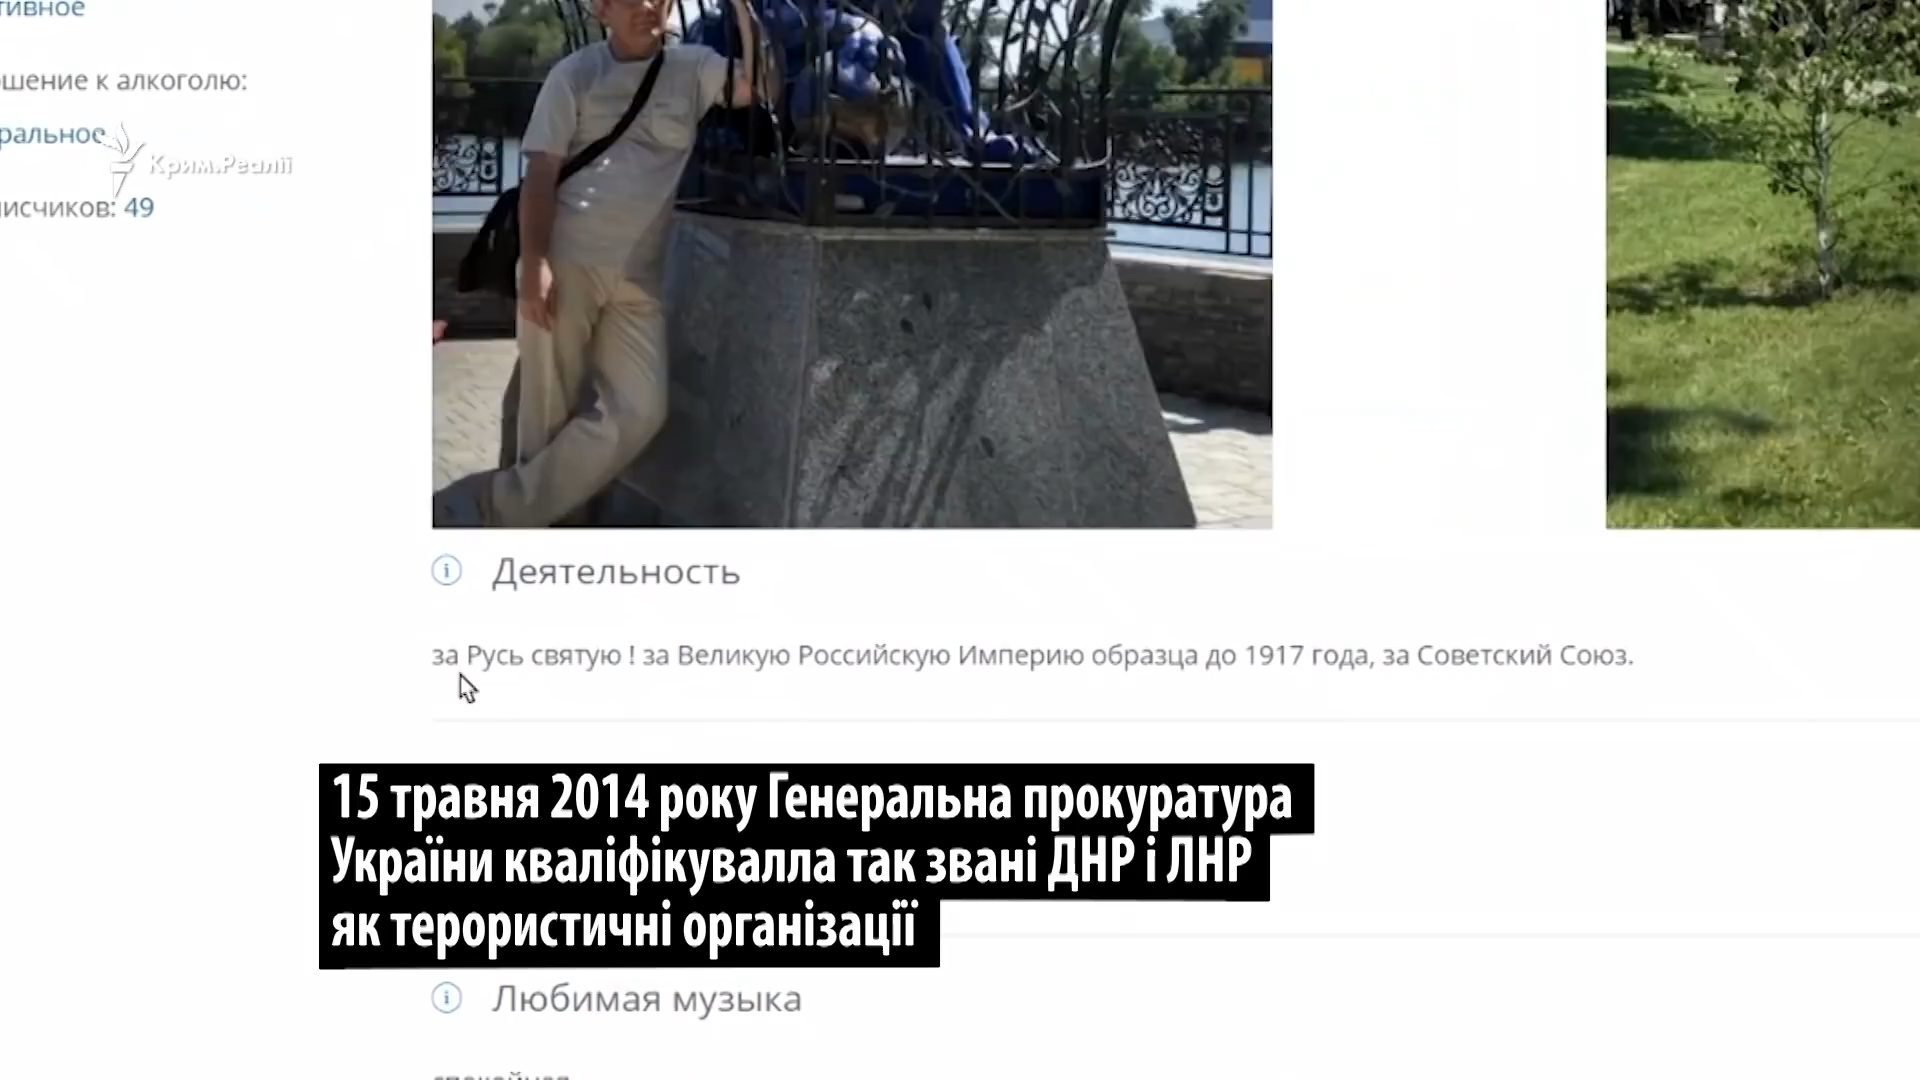 тивное
шение к алкоголю:
ральное
Крим.Реалії
исчиков: 49
Деятельность
за Русь святую ! за Великую Российскую Империю образца до 1917 года, за Советский Союз.
15 травня 2014 року Генеральна прокуратура
України кваліфікувалла так звані ДНР і ЛНР
як терористичні організації
Любимая музыка